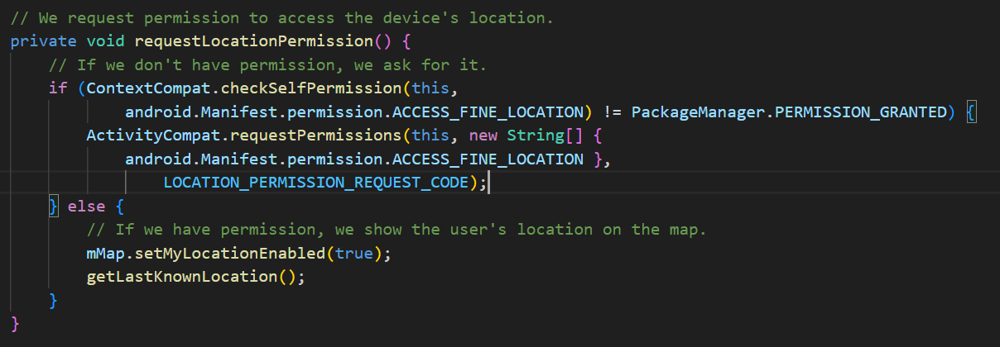 // We request permission to access the device's location.
private void requestLocationPermission() {
    // If we don't have permission, we ask for it.
    if (ContextCompat.checkSelfPermission(this,
            android.Manifest.permission.ACCESS_FINE_LOCATION) != PackageManager.PERMISSION_GRANTED) {
        ActivityCompat.requestPermissions(this, new String[] {
            android.Manifest.permission.ACCESS_FINE_LOCATION },
                LOCATION_PERMISSION_REQUEST_CODE);
    } else {
        // If we have permission, we show the user's location on the map.
        mMap.setMyLocationEnabled(true);
        getLastKnownLocation();
    }
}